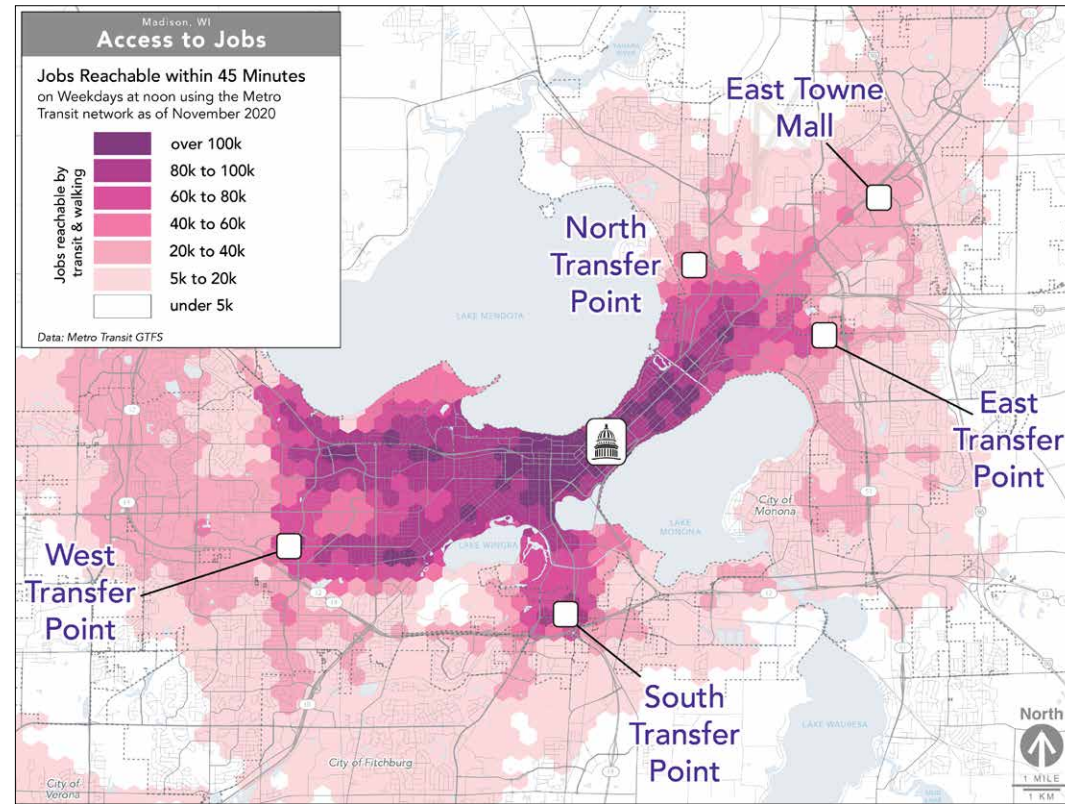 Madison, WI
Access to Jobs
Jobs Reachable within 45 Minutes
on Weekdays at noon using the Metro
Transit network as of November 2020
Jobs reachable by
transit & walking
over 100k
80k to 100k
60k to 80k
40k to 60k
20k to 40k
5k to 20k
under 5k
Data: Metro Transit GTFS
East Towne
Mall
North
Transfer
Point
LAKE MENDOTA
East
Transfer
Point
City of
Monona
LAKE
MONONA
LAKE WINGRA
West
Transfer
Point
South
Transfer
Point
LAKE WAUBESA
City of Fitchburg
City of
Verona
North
1 MILE
1 KM